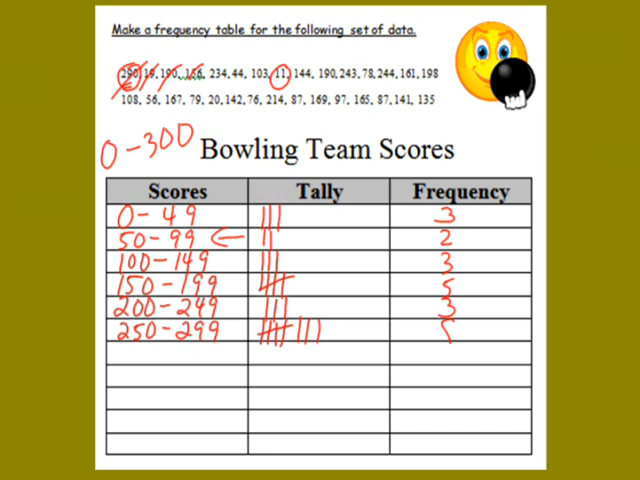 Make a frequency table for the following set of data.
290, 19, 190, 156, 234, 44, 103, 11, 144, 190, 243, 78, 244, 161, 198
108, 56, 167, 79, 20, 142, 76, 214, 87, 169, 97, 165, 87, 141, 135
0-300
Bowling Team Scores
Scores Tally Frequency
0-49 ||| 3
50-99 || 2
100-149 ||| 3
150-199 5
200-249 ||| 3
250-299